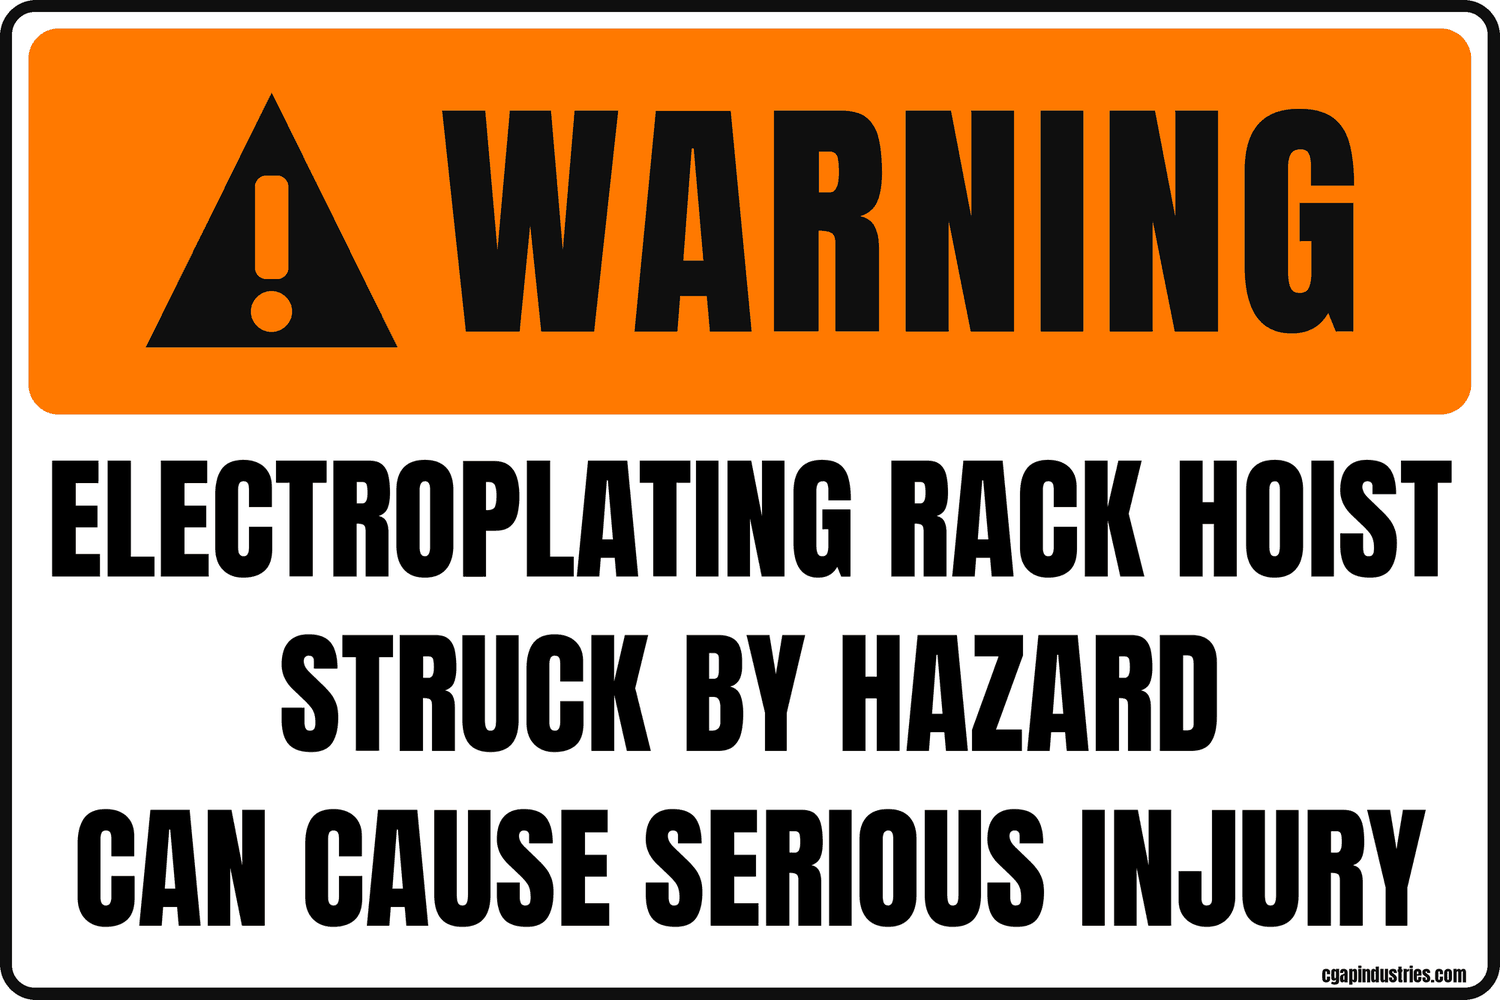 WARNING
ELECTROPLATING RACK HOIST
STRUCK BY HAZARD
CAN CAUSE SERIOUS INJURY
cgapindustries.com